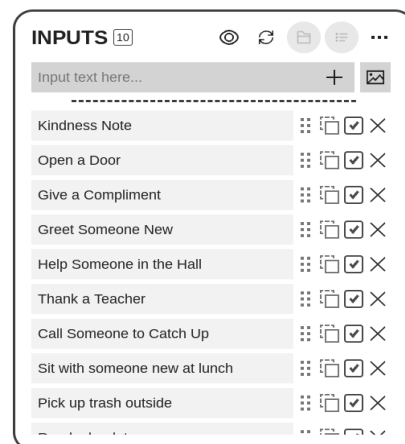 INPUTS 10
Input text here...
Kindness Note
Open a Door
Give a Compliment
Greet Someone New
Help Someone in the Hall
Thank a Teacher
Call Someone to Catch Up
Sit with someone new at lunch
Pick up trash outside